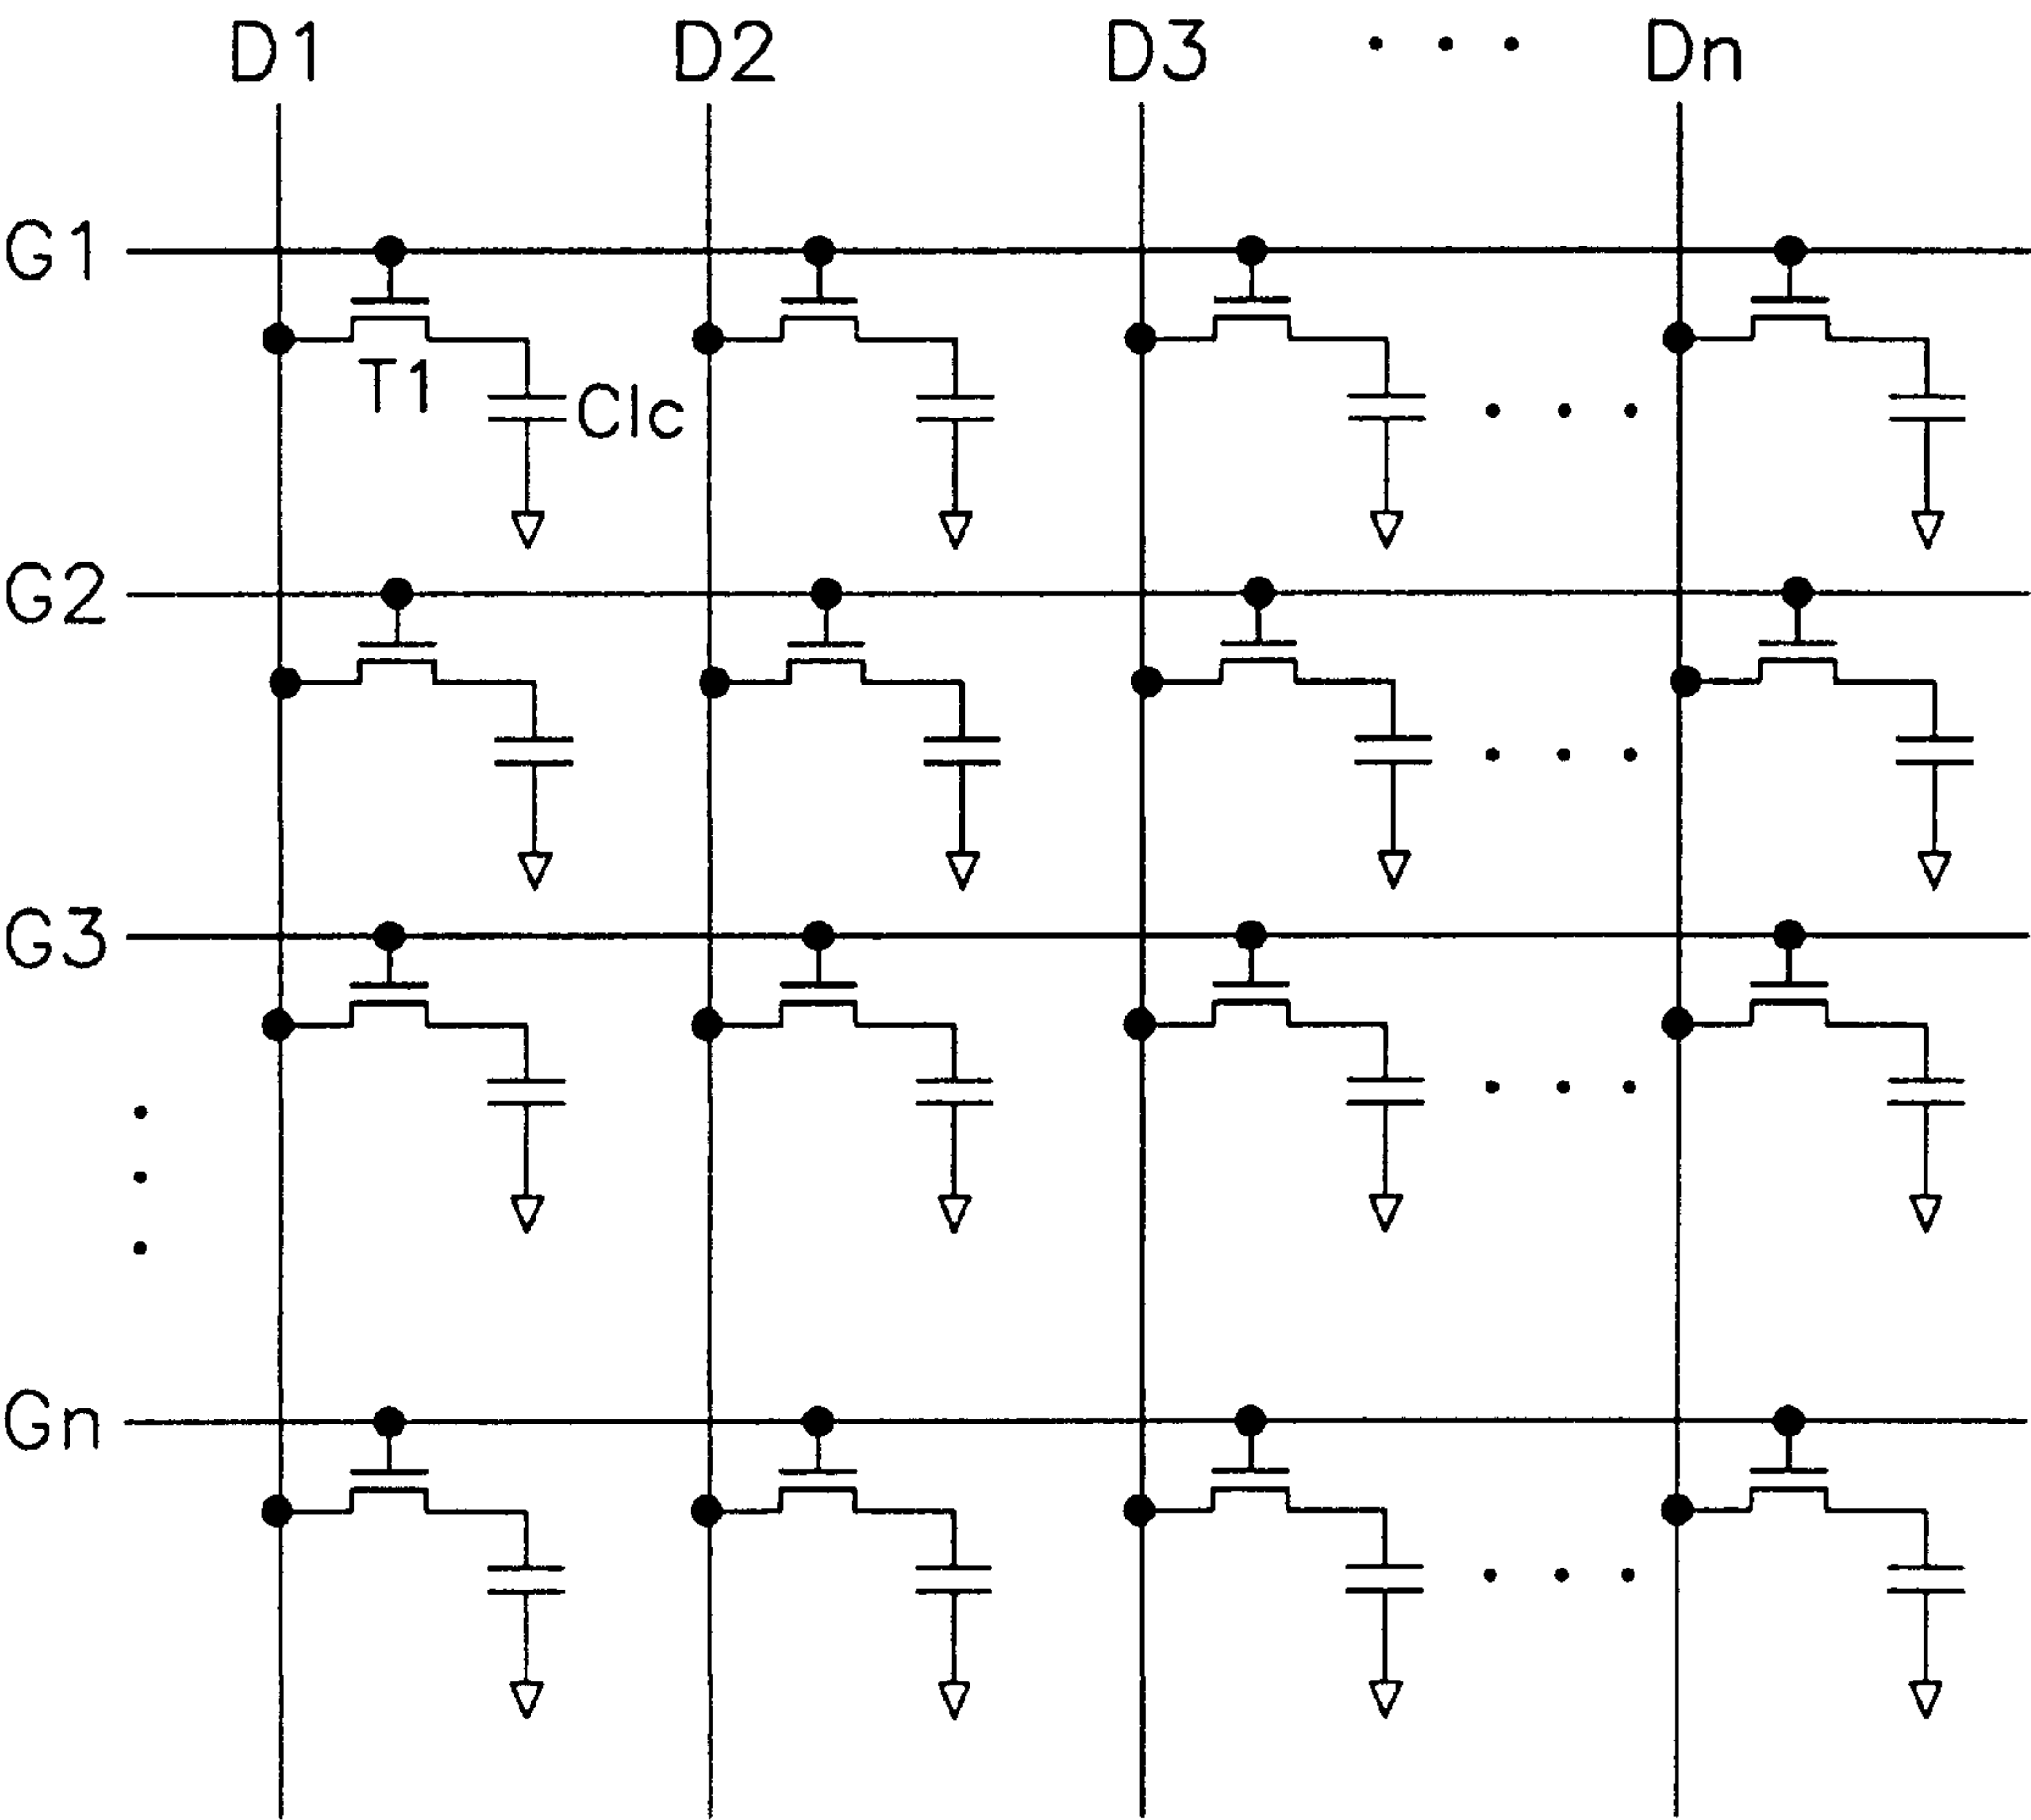 D1 D2 D3 . . . Dn
G1
T1
Clc
. . .
G2
. . .
G3
. . .
Gn
. . .